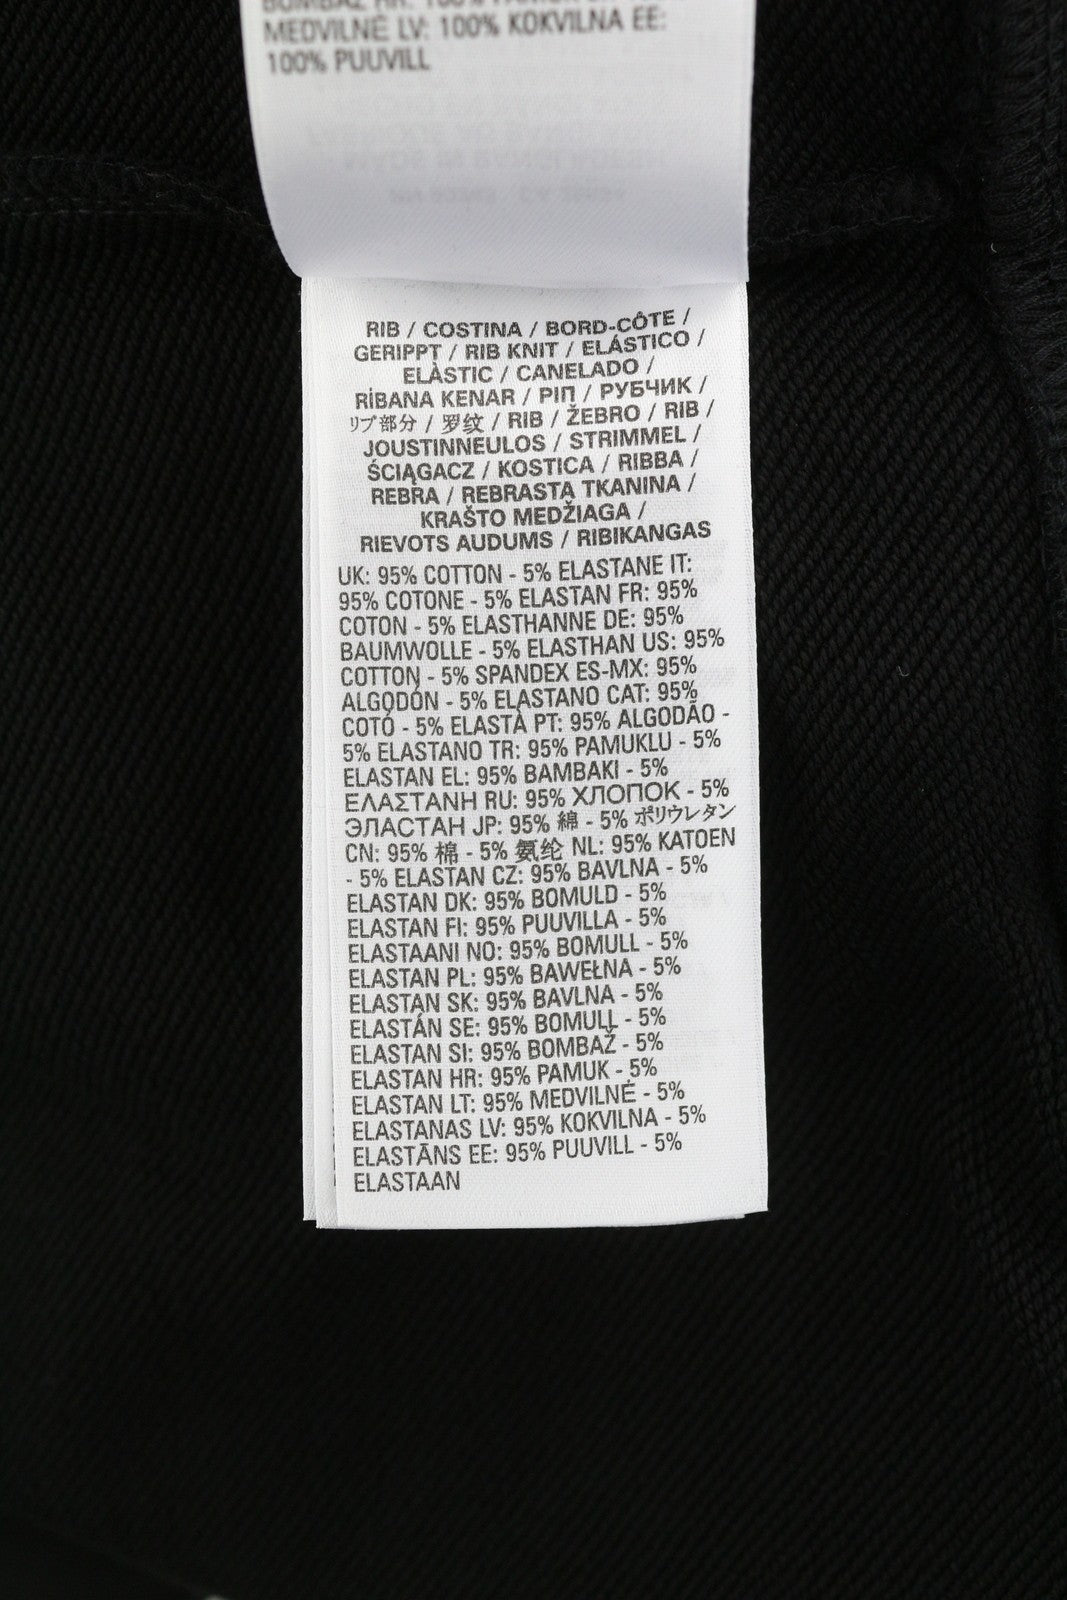 MEDVILNĖ LV: 100% KOKVILNA EE:
100% PUUVILL
RIB / COSTINA / BORD-CÔTE /
GERIPPT / RIB KNIT / ELÁSTICO /
ELÀSTIC / CANELADO /
RİBANA KENAR / ΡΙΠ / РУБЧИК /
リブ部分 / 罗纹 / RIB / ŽEBRO / RIB /
JOUSTINNEULOS / STRIMMEL /
ŚCIĄGACZ / KOSTICA / RIBBA /
REBRA / REBRASTA TKANINA /
KRAŠTO MEDŽIAGA /
RIEVOTS AUDUMS / RIBIKANGAS
UK: 95% COTTON - 5% ELASTANE IT:
95% COTONE - 5% ELASTAN FR: 95%
COTON - 5% ELASTHANNE DE: 95%
BAUMWOLLE - 5% ELASTHAN US: 95%
COTTON - 5% SPANDEX ES-MX: 95%
ALGODÓN - 5% ELASTANO CAT: 95%
COTÓ - 5% ELASTÀ PT: 95% ALGODÃO -
5% ELASTANO TR: 95% PAMUKLU - 5%
ELASTAN EL: 95% ΒΑΜΒΑΚΙ - 5%
ΕΛΑΣΤΑΝΗ RU: 95% ХЛОПОК - 5%
ЭЛАСТАН JP: 95% 綿 - 5% ポリウレタン
CN: 95% 棉 - 5% 氨纶 NL: 95% KATOEN
- 5% ELASTAN CZ: 95% BAVLNA - 5%
ELASTAN DK: 95% BOMULD - 5%
ELASTAN FI: 95% PUUVILLA - 5%
ELASTAANI NO: 95% BOMULL - 5%
ELASTAN PL: 95% BAWEŁNA - 5%
ELASTAN SK: 95% BAVLNA - 5%
ELASTÁN SE: 95% BOMULL - 5%
ELASTAN SI: 95% BOMBAŽ - 5%
ELASTAN HR: 95% PAMUK - 5%
ELASTAN LT: 95% MEDVILNĖ - 5%
ELASTANAS LV: 95% KOKVILNA - 5%
ELASTĀNS EE: 95% PUUVILL - 5%
ELASTAAN